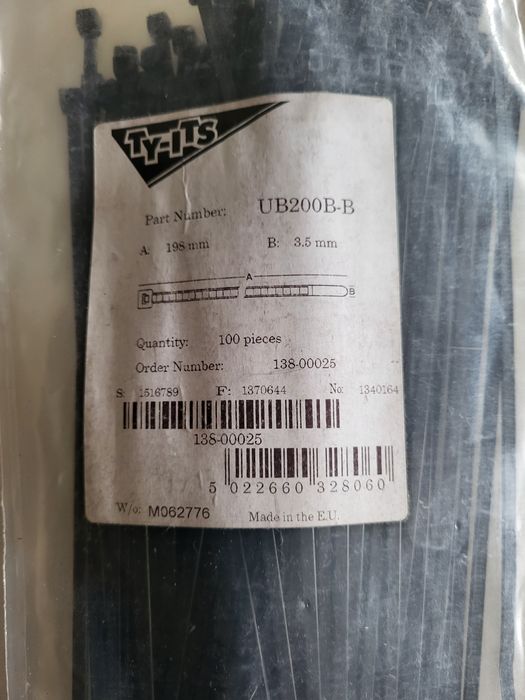 TY-ITS
Part Number: UB200B-B
A: 198 mm B: 3.5 mm
A
B
Quantity: 100 pieces
Order Number: 138-00025
S: 1516789 F: 1370644 No: 1340164
138-00025
5 022660 328060
W/o: M062776 Made in the E.U.